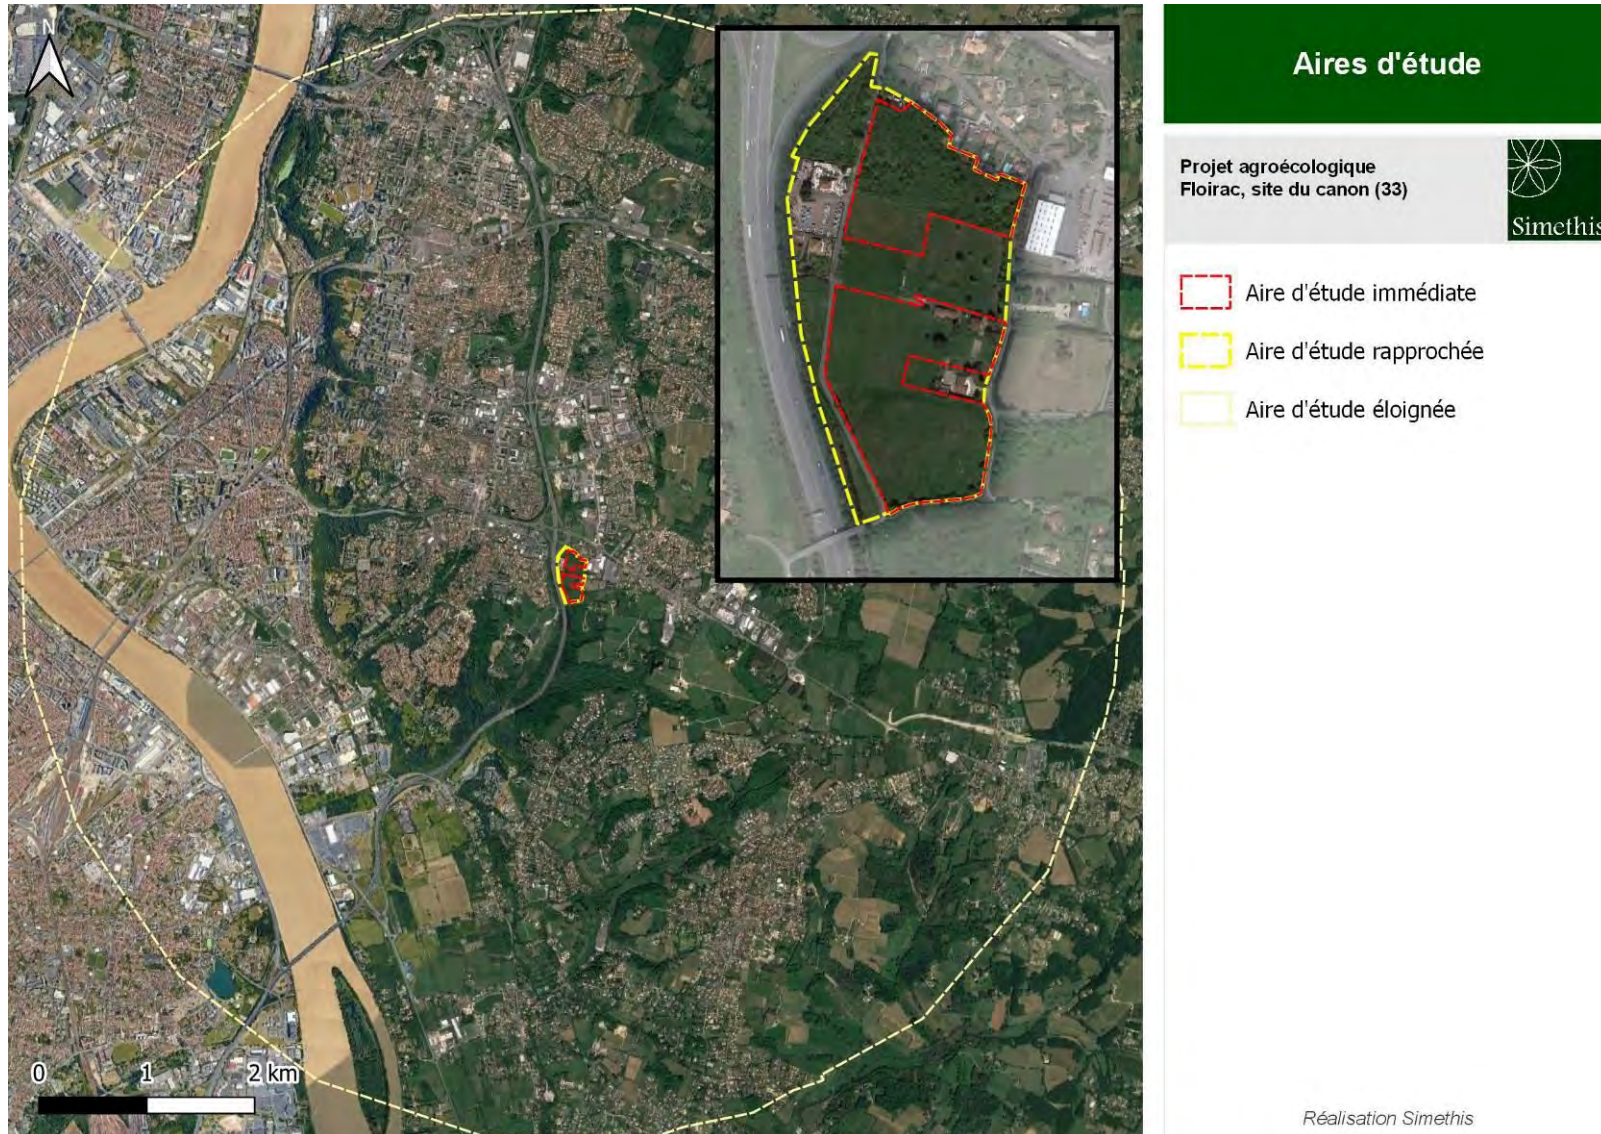 N
Aires d'étude
Projet agroécologique
Floirac, site du canon (33)
Simethis
Aire d'étude immédiate
Aire d'étude rapprochée
Aire d'étude éloignée
0 1 2 km
Réalisation Simethis